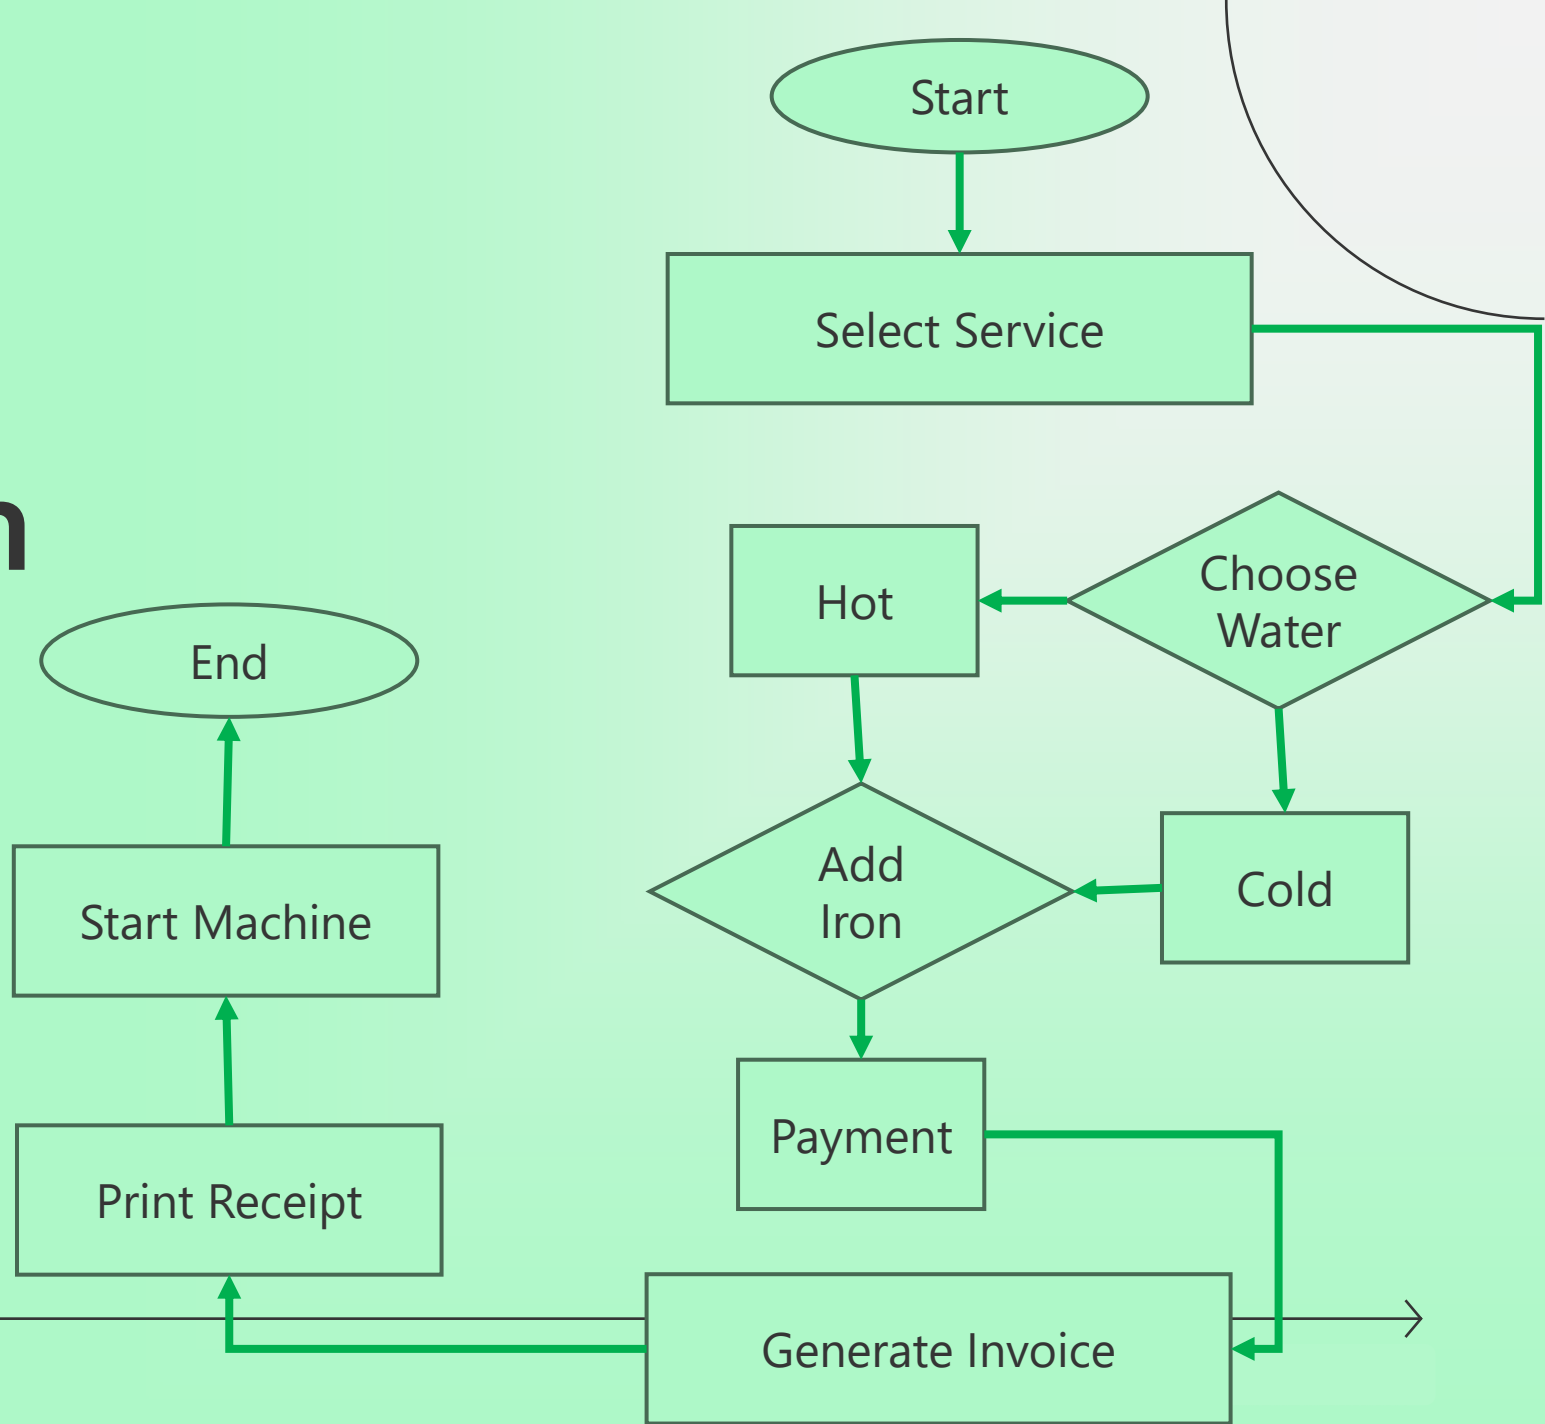 Start
Select Service
Choose
Water
Hot
Cold
Add
Iron
Payment
Generate Invoice
Print Receipt
Start Machine
End